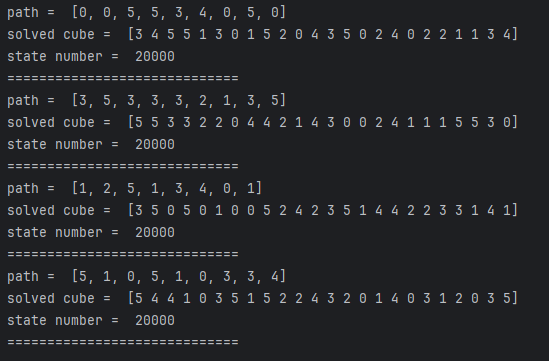 path =  [0, 0, 5, 5, 3, 4, 0, 5, 0]
solved cube =  [3 4 5 5 1 3 0 1 5 2 0 4 3 5 0 2 4 0 2 2 1 1 3 4]
state number =  20000
=============================
path =  [3, 5, 3, 3, 3, 2, 1, 3, 5]
solved cube =  [5 5 3 3 2 2 0 4 4 2 1 4 3 0 0 2 4 1 1 1 5 5 3 0]
state number =  20000
=============================
path =  [1, 2, 5, 1, 3, 4, 0, 1]
solved cube =  [3 5 0 5 0 1 0 0 5 2 4 2 3 5 1 4 4 2 2 3 3 1 4 1]
state number =  20000
=============================
path =  [5, 1, 0, 5, 1, 0, 3, 3, 4]
solved cube =  [5 4 4 1 0 3 5 1 5 2 2 4 3 2 0 1 4 0 3 1 2 0 3 5]
state number =  20000
=============================